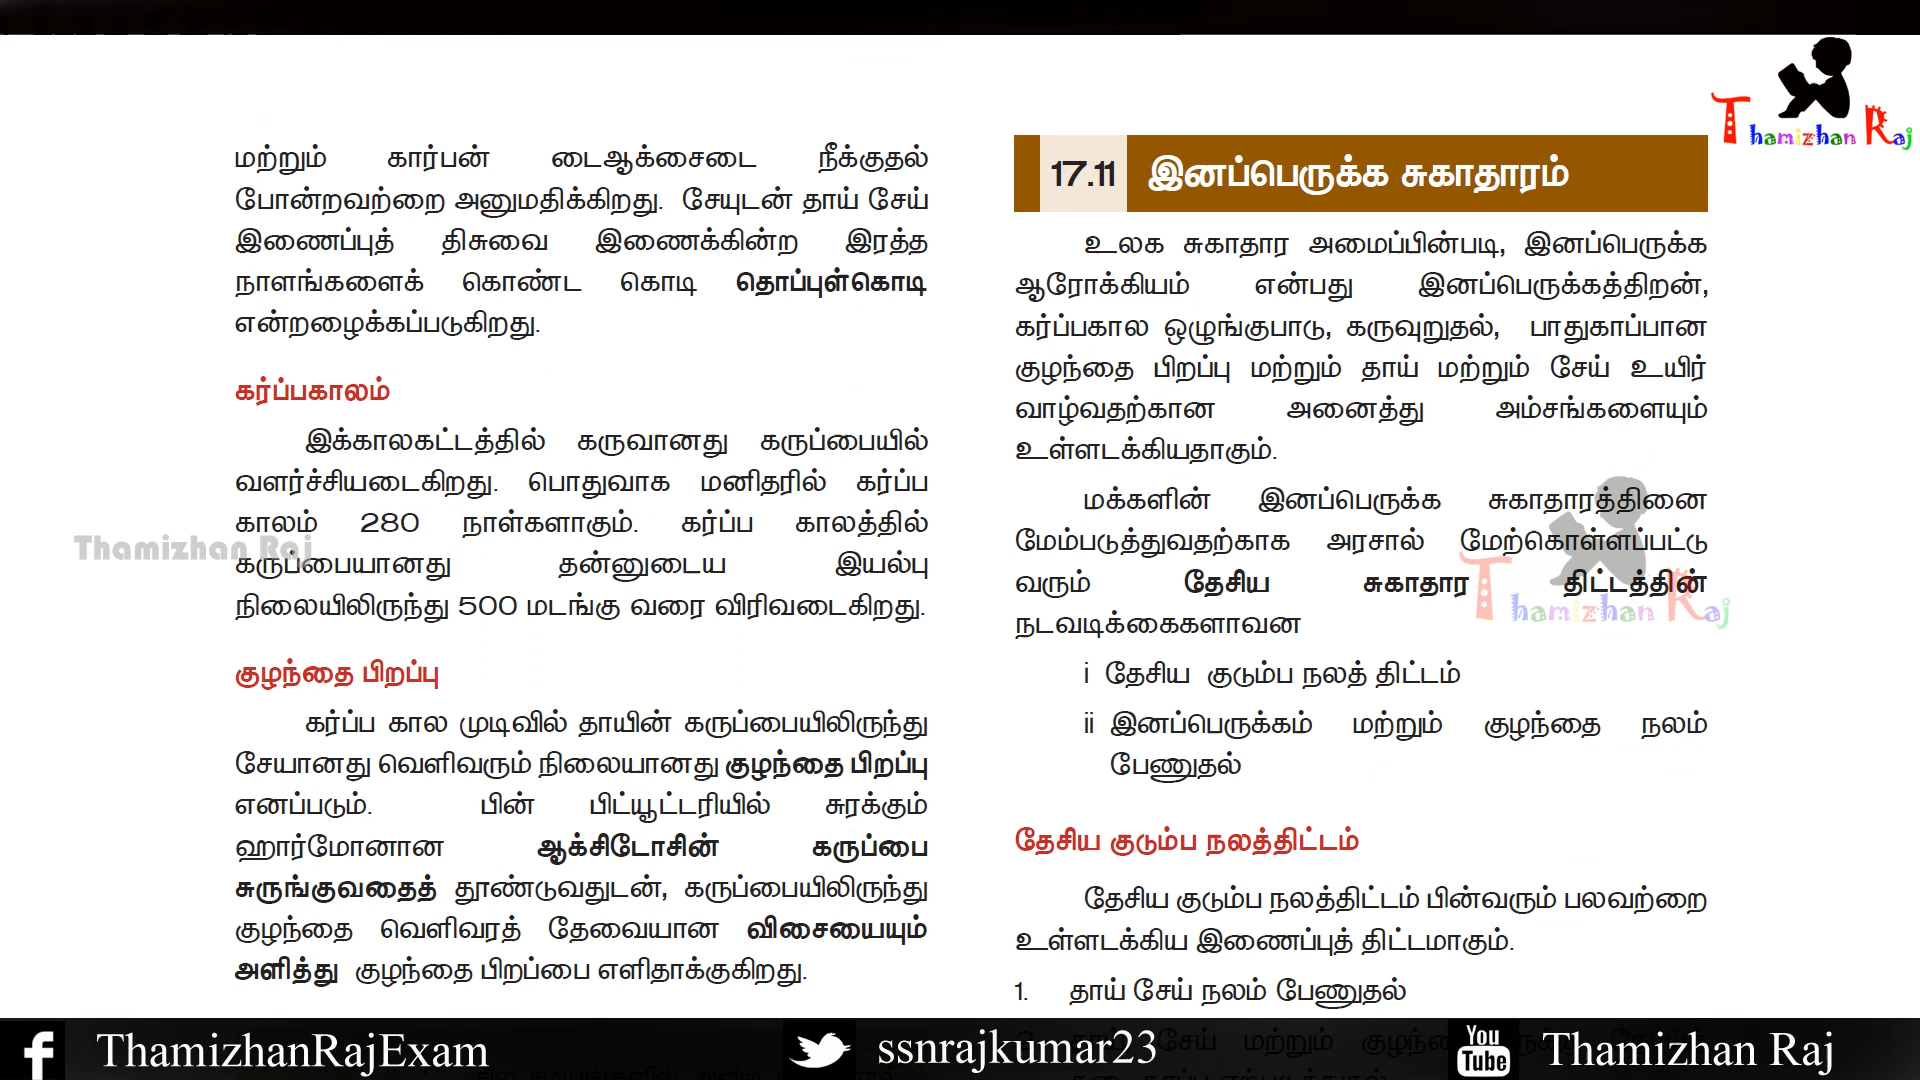 மற்றும் கார்பன் டைஆக்சைடை நீக்குதல்
போன்றவற்றை அனுமதிக்கிறது. சேயுடன் தாய் சேய்
இணைப்புத் திசுவை இணைக்கின்ற இரத்த
நாளங்களைக் கொண்ட கொடி தொப்புள்கொடி
என்றழைக்கப்படுகிறது.
கர்ப்பகாலம்
இக்காலகட்டத்தில் கருவானது கருப்பையில்
வளர்ச்சியடைகிறது. பொதுவாக மனிதரில் கர்ப்ப
காலம் 280 நாள்களாகும். கர்ப்ப காலத்தில்
கருப்பையானது தன்னுடைய இயல்பு
நிலையிலிருந்து 500 மடங்கு வரை விரிவடைகிறது.
குழந்தை பிறப்பு
கர்ப்ப கால முடிவில் தாயின் கருப்பையிலிருந்து
சேயானது வெளிவரும் நிலையானது குழந்தை பிறப்பு
எனப்படும். பின் பிட்யூட்டரியில் சுரக்கும்
ஹார்மோனான ஆக்சிடோசின் கருப்பை
சுருங்குவதைத் தூண்டுவதுடன், கருப்பையிலிருந்து
குழந்தை வெளிவரத் தேவையான விசையையும்
அளித்து குழந்தை பிறப்பை எளிதாக்குகிறது.
17.11 இனப்பெருக்க சுகாதாரம்
உலக சுகாதார அமைப்பின்படி, இனப்பெருக்க
ஆரோக்கியம் என்பது இனப்பெருக்கத்திறன்,
கர்ப்பகால ஒழுங்குபாடு, கருவுறுதல், பாதுகாப்பான
குழந்தை பிறப்பு மற்றும் தாய் மற்றும் சேய் உயிர்
வாழ்வதற்கான அனைத்து அம்சங்களையும்
உள்ளடக்கியதாகும்.
மக்களின் இனப்பெருக்க சுகாதாரத்தினை
மேம்படுத்துவதற்காக அரசால் மேற்கொள்ளப்பட்டு
வரும் தேசிய சுகாதார திட்டத்தின்
நடவடிக்கைகளாவன
i தேசிய குடும்ப நலத் திட்டம்
ii இனப்பெருக்கம் மற்றும் குழந்தை நலம்
பேணுதல்
தேசிய குடும்ப நலத்திட்டம்
தேசிய குடும்ப நலத்திட்டம் பின்வரும் பலவற்றை
உள்ளடக்கிய இணைப்புத் திட்டமாகும்.
1. தாய் சேய் நலம் பேணுதல்
சேய் மற்றும்
Thamizhan Raj
Thamizhan Raj
Thamizhan Raj
ThamizhanRajExam
ssnrajkumar23
You
Tube
Thamizhan Raj